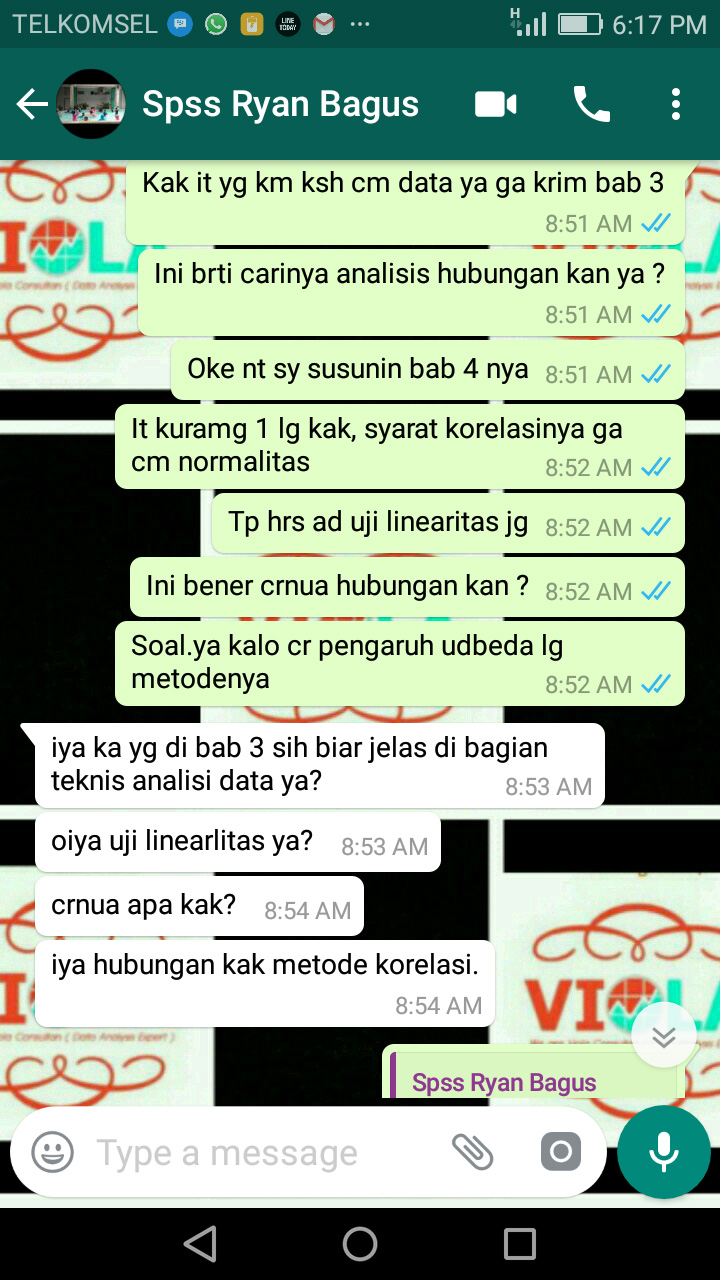 TELKOMSEL
LINE
TODAY
H
6:17 PM
Spss Ryan Bagus
Kak it yg km ksh cm data ya ga krim bab 3
8:51 AM
Ini brti carinya analisis hubungan kan ya ?
8:51 AM
Oke nt sy susunin bab 4 nya 8:51 AM
It kuramg 1 lg kak, syarat korelasinya ga
cm normalitas 8:52 AM
Tp hrs ad uji linearitas jg 8:52 AM
Ini bener crnua hubungan kan ? 8:52 AM
Soal.ya kalo cr pengaruh udbeda lg
metodenya 8:52 AM
iya ka yg di bab 3 sih biar jelas di bagian
teknis analisi data ya? 8:53 AM
oiya uji linearlitas ya? 8:53 AM
crnua apa kak? 8:54 AM
iya hubungan kak metode korelasi.
8:54 AM
VIOLA
Spss Ryan Bagus
Type a message